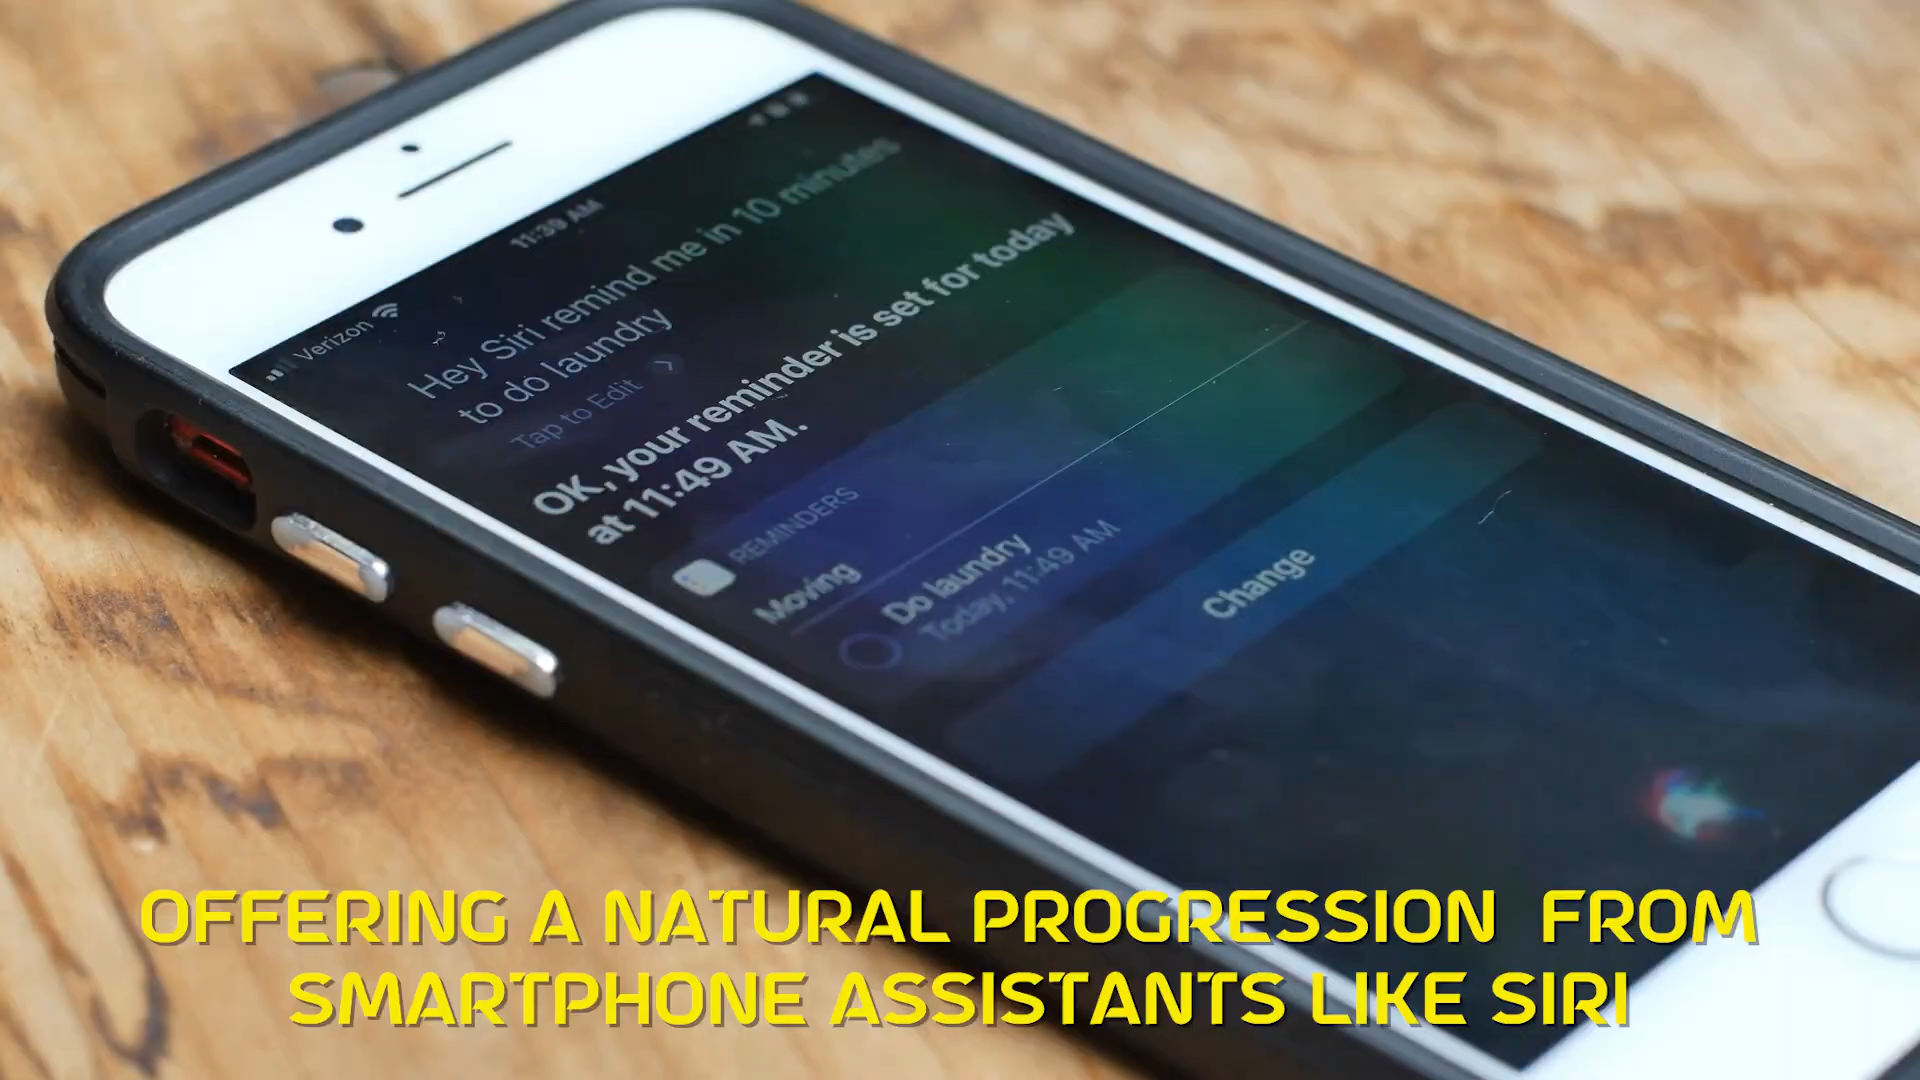 11:39 AM
Verizon
Hey Siri remind me in 10 minutes
to do laundry
Tap to Edit
OK, your reminder is set for today
at 11:49 AM.
REMINDERS
Moving
Do laundry
Today, 11:49 AM
Change
OFFERING A NATURAL PROGRESSION FROM
SMARTPHONE ASSISTANTS LIKE SIRI